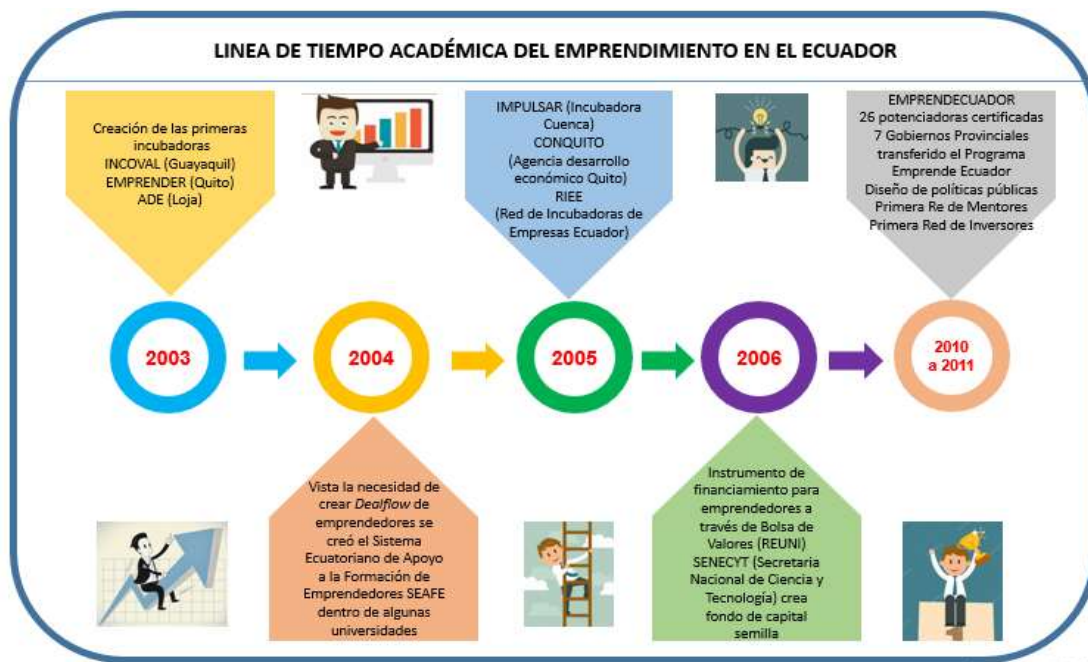 LINEA DE TIEMPO ACADÉMICA DEL EMPRENDIMIENTO EN EL ECUADOR
Creación de las primeras
incubadoras
INCOVAL (Guayaquil)
EMPRENDER (Quito)
ADE (Loja)
IMPULSAR (Incubadora
Cuenca)
CONQUITO
(Agencia desarrollo
económico Quito)
RIEE
(Red de Incubadoras de
Empresas Ecuador)
EMPRENDECUADOR
26 potenciadoras certificadas
7 Gobiernos Provinciales
transferido el Programa
Emprende Ecuador
Diseño de políticas públicas
Primera Re de Mentores
Primera Red de Inversores
2003
2004
2005
2006
2010
a 2011
Vista la necesidad de
crear Dealflow de
emprendedores se
creó el Sistema
Ecuatoriano de Apoyo
a la Formación de
Emprendedores SEAFE
dentro de algunas
universidades
Instrumento de
financiamiento para
emprendedores a
través de Bolsa de
Valores (REUNI)
SENECYT (Secretaria
Nacional de Ciencia y
Tecnología) crea
fondo de capital
semilla